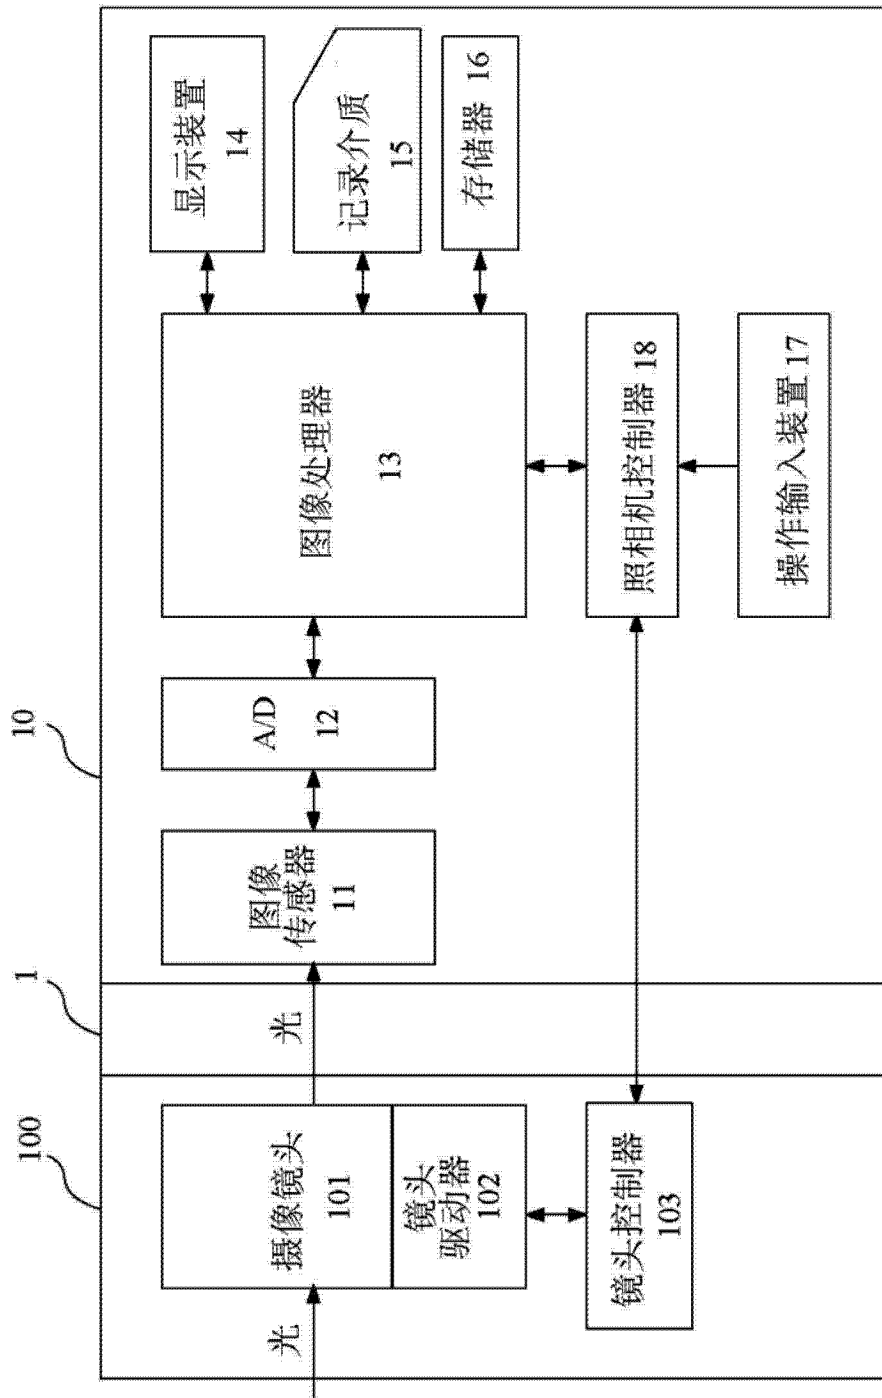 100
1
10
光
摄像镜头
101
镜头
驱动器
102
镜头控制器
103
光
图像
传感器
11
A/D
12
图像处理器
13
显示装置
14
记录介质
15
存储器 16
照相机控制器 18
操作输入装置 17